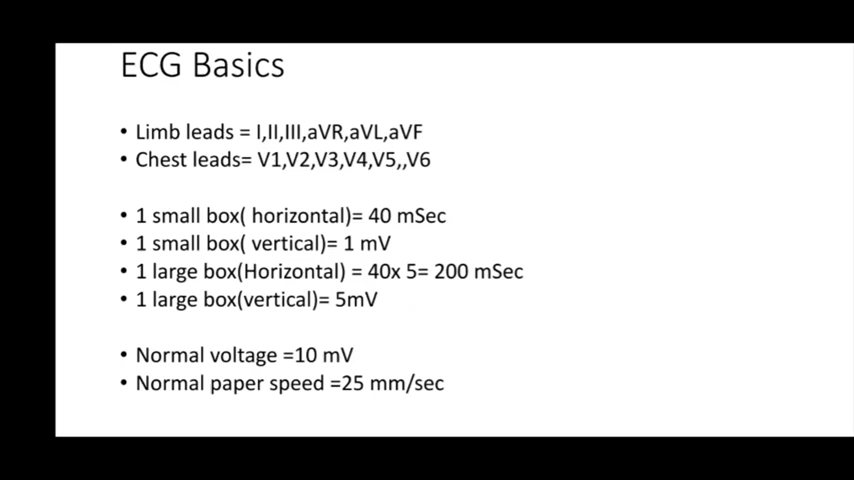 ECG Basics
• Limb leads = I,II,III,aVR,aVL,aVF
• Chest leads= V1,V2,V3,V4,V5,,V6
• 1 small box( horizontal)= 40 mSec
• 1 small box( vertical)= 1 mV
• 1 large box(Horizontal) = 40x 5= 200 mSec
• 1 large box(vertical)= 5mV
• Normal voltage =10 mV
• Normal paper speed =25 mm/sec